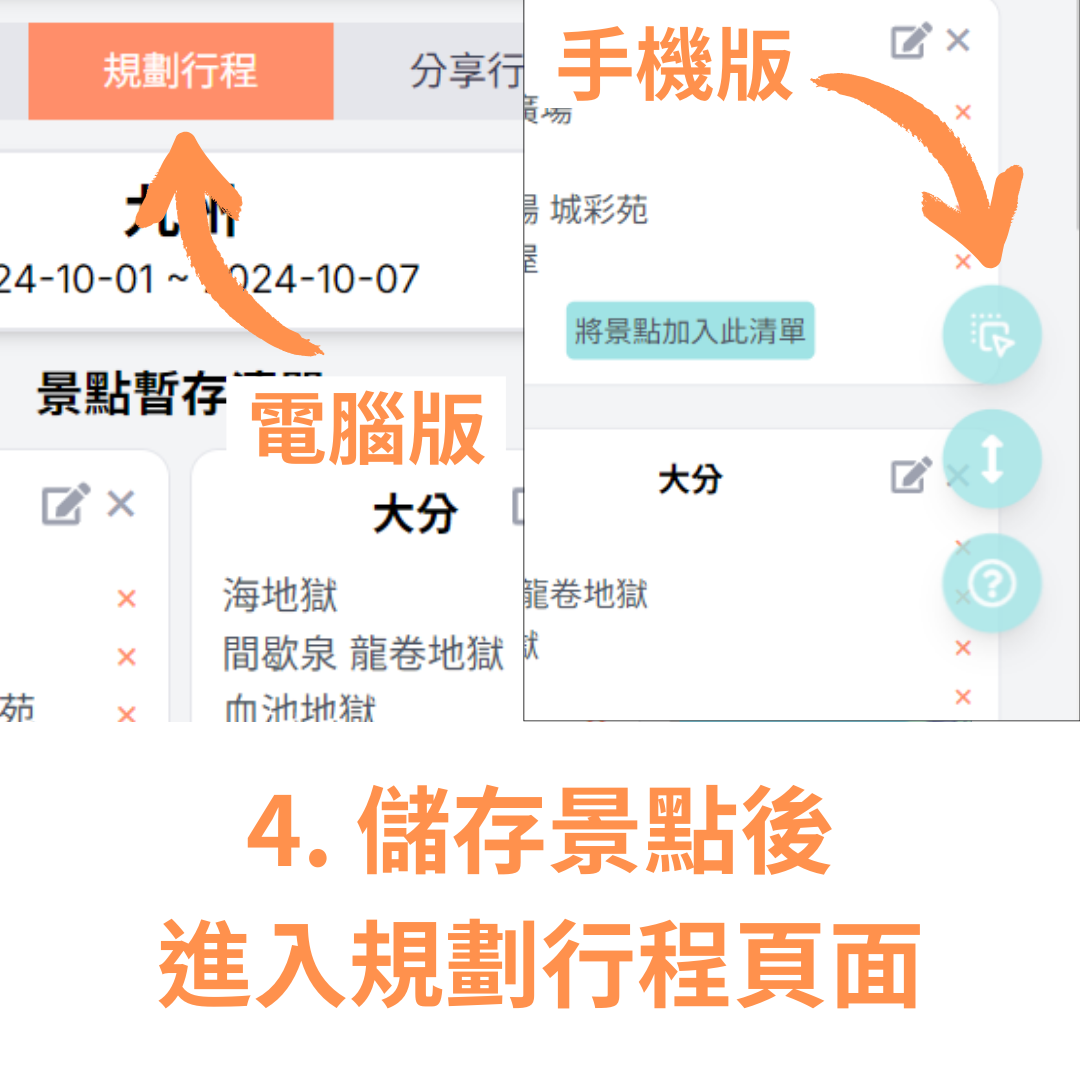 規劃行程
分享行
九州
24-10-01 ~ 2024-10-07
景點暫存清單
電腦版
大分
海地獄
間歇泉 龍卷地獄
血池地獄
苑
手機版
廣場
場 城彩苑
屋
將景點加入此清單
大分
龍卷地獄
獄
4. 儲存景點後
進入規劃行程頁面